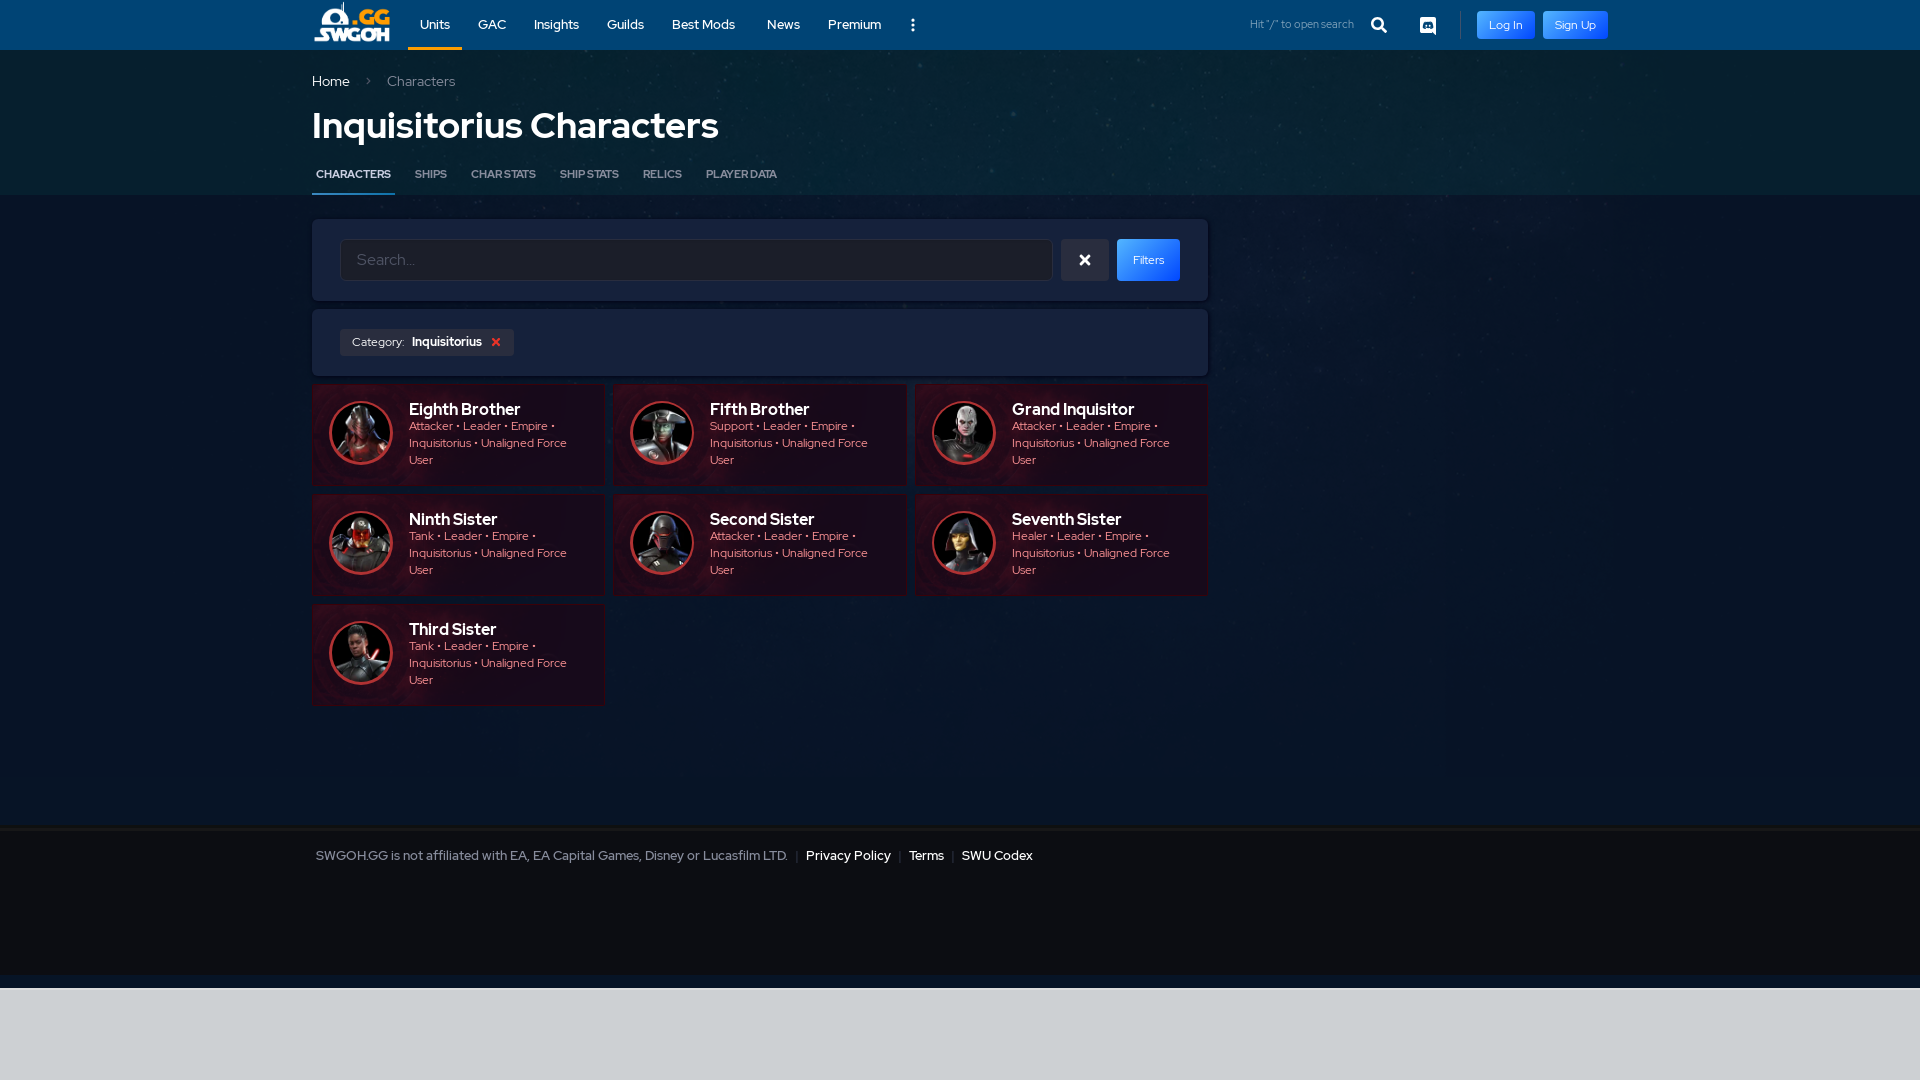 .GG
SWGOH
Units
GAC
Insights
Guilds
Best Mods
News
Premium
Hit "/" to open search
Log In
Sign Up
Home
Characters
Inquisitorius Characters
CHARACTERS
SHIPS
CHAR STATS
SHIP STATS
RELICS
PLAYER DATA
Search...
Filters
Category: Inquisitorius
Eighth Brother
Attacker • Leader • Empire •
Inquisitorius • Unaligned Force
User
Fifth Brother
Support • Leader • Empire •
Inquisitorius • Unaligned Force
User
Grand Inquisitor
Attacker • Leader • Empire •
Inquisitorius • Unaligned Force
User
Ninth Sister
Tank • Leader • Empire •
Inquisitorius • Unaligned Force
User
Second Sister
Attacker • Leader • Empire •
Inquisitorius • Unaligned Force
User
Seventh Sister
Healer • Leader • Empire •
Inquisitorius • Unaligned Force
User
Third Sister
Tank • Leader • Empire •
Inquisitorius • Unaligned Force
User
SWGOH.GG is not affiliated with EA, EA Capital Games, Disney or Lucasfilm LTD. | Privacy Policy | Terms | SWU Codex